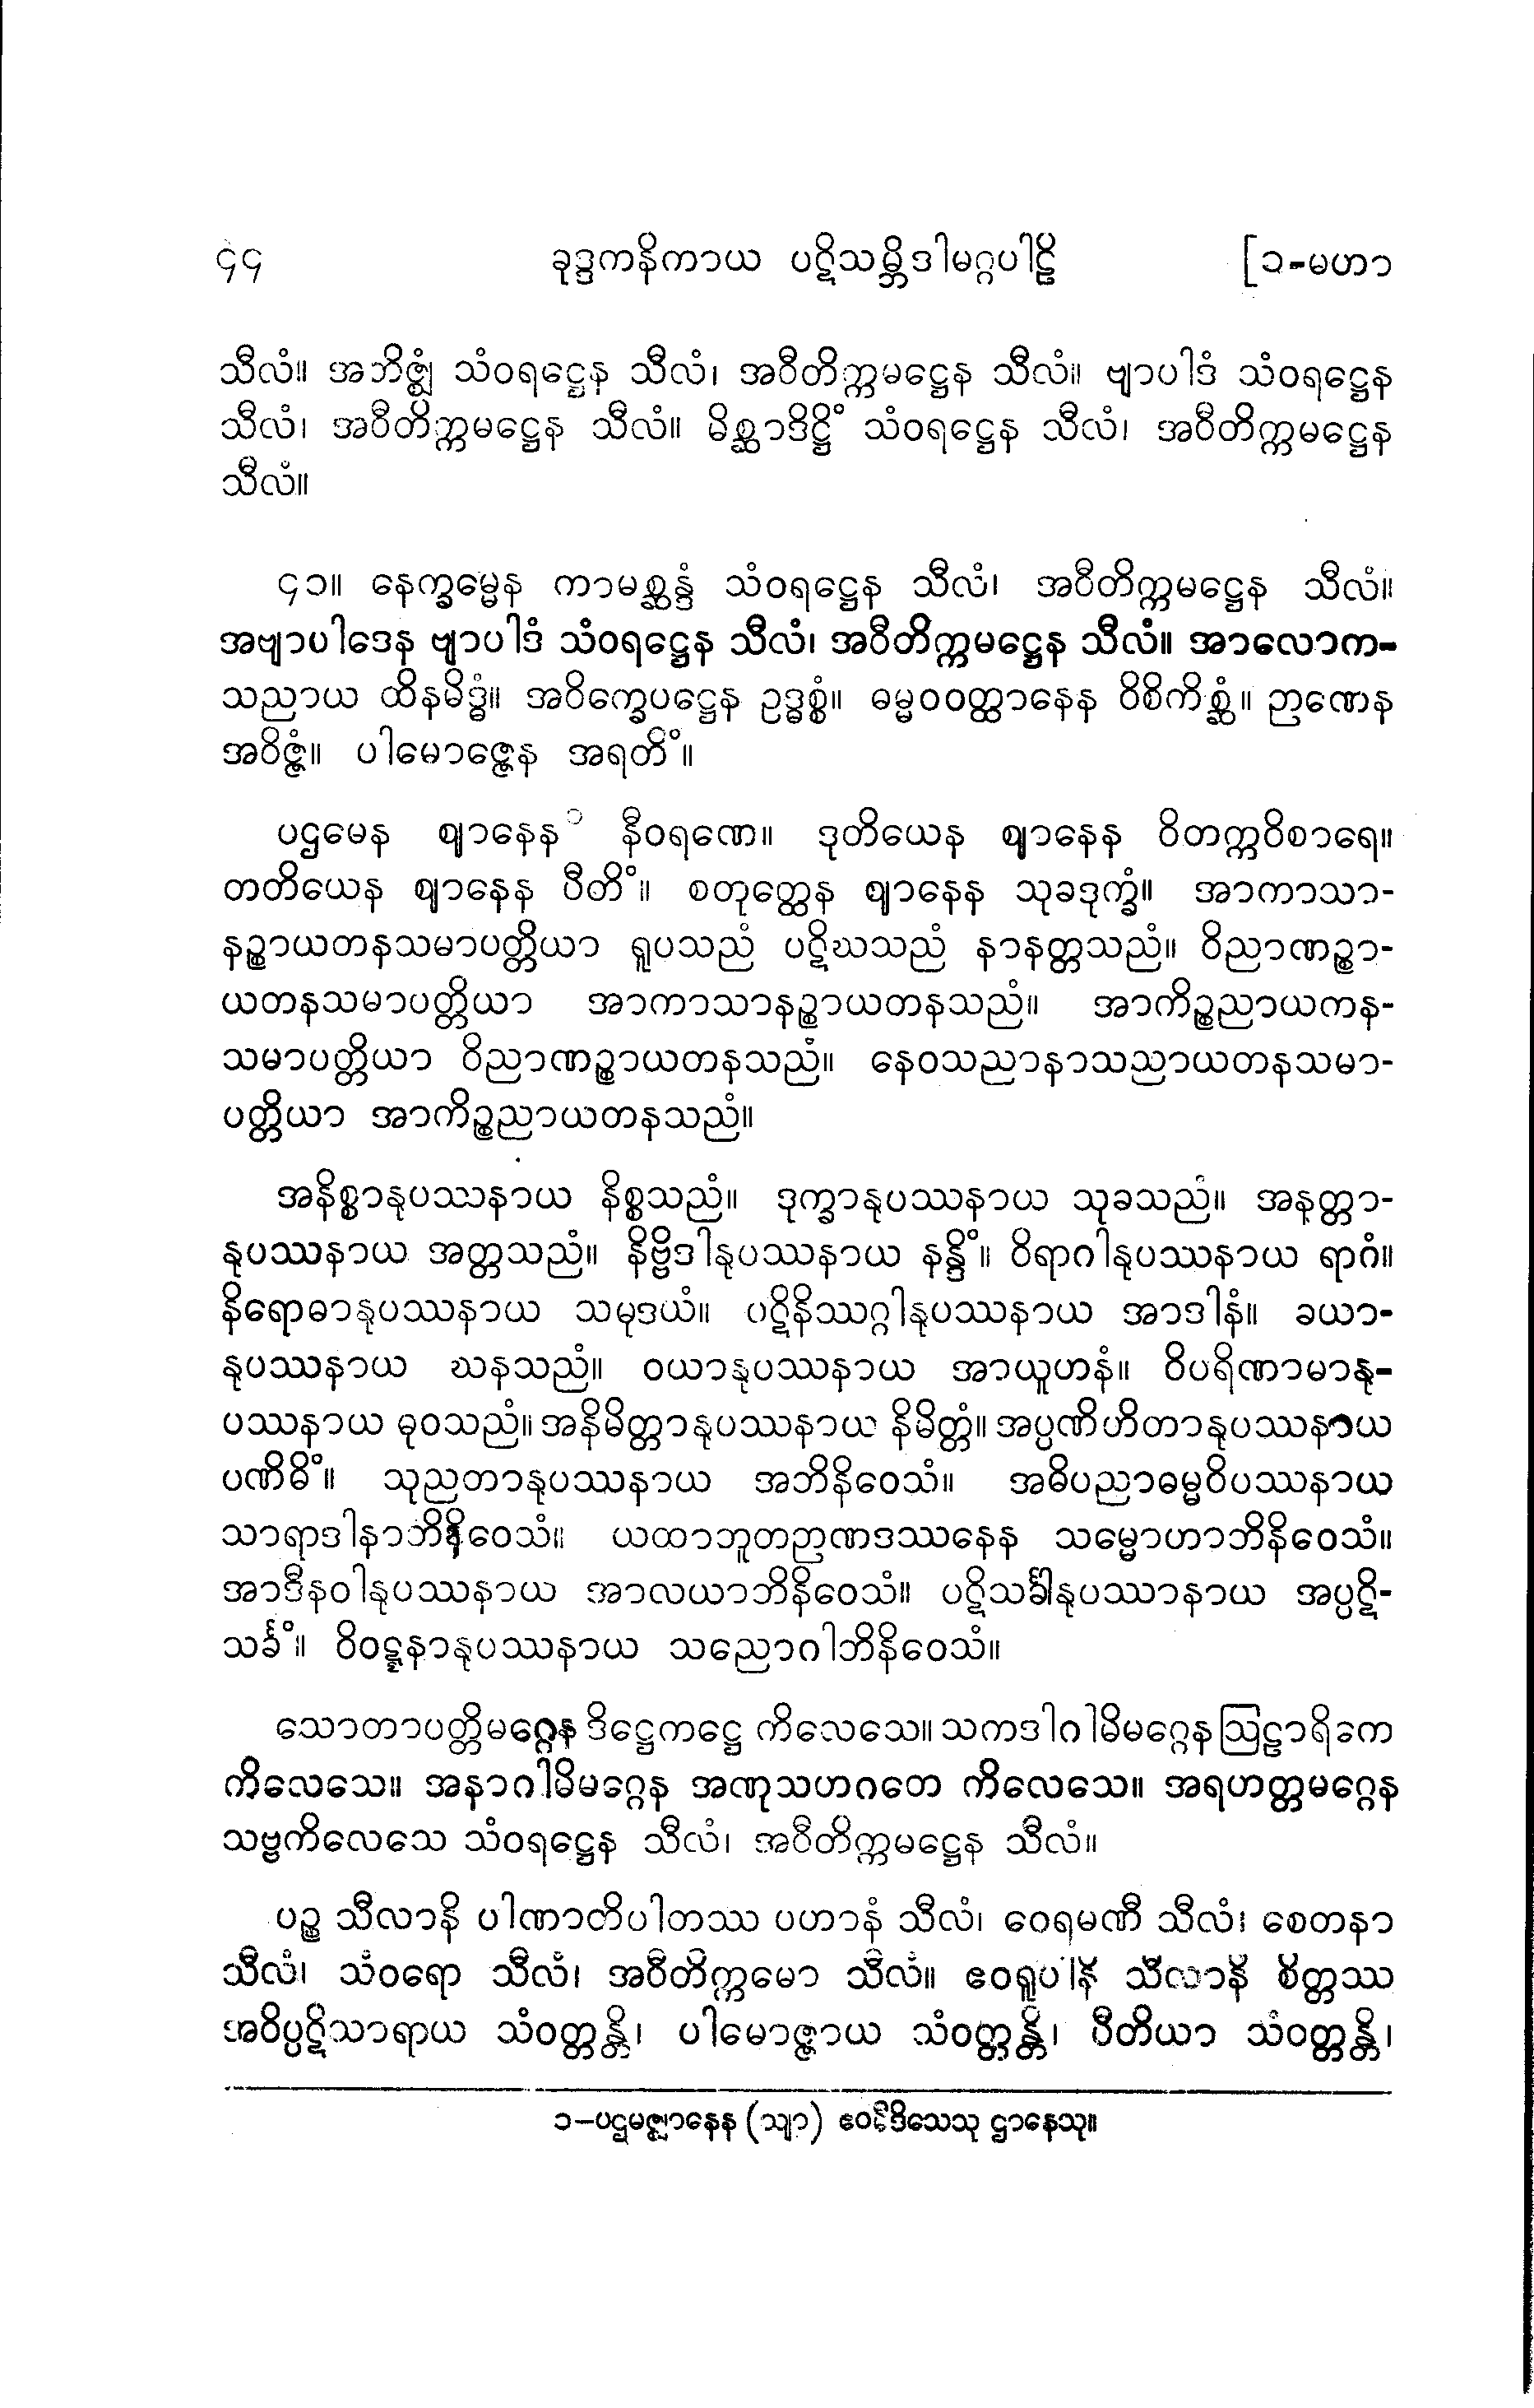 ၄၄ ခုဒ္ဒကနိကာယ ပဋိသမ္ဘိဒါမဂ္ဂပါဠိ [၁-မဟာ
သီလံ။ အဘိဇ္ဈံ သံဝရဋ္ဌေန သီလံ၊ အဝီတိက္ကမဋ္ဌေန သီလံ။ ဗျာပါဒံ သံဝရဋ္ဌေန
သီလံ၊ အဝီတိက္ကမဋ္ဌေန သီလံ။ မိစ္ဆာဒိဋ္ဌိံ သံဝရဋ္ဌေန သီလံ၊ အဝီတိက္ကမဋ္ဌေန
သီလံ။
၄၁။ နေက္ခမ္မေန ကာမစ္ဆန္ဒံ သံဝရဋ္ဌေန သီလံ၊ အဝီတိက္ကမဋ္ဌေန သီလံ။
အဗျာပါဒေန ဗျာပါဒံ သံဝရဋ္ဌေန သီလံ၊ အဝီတိက္ကမဋ္ဌေန သီလံ။ အာလောက-
သညာယ ထိနမိဒ္ဓံ။ အဝိက္ခေပဋ္ဌေန ဥဒ္ဓစ္စံ။ ဓမ္မဝဝတ္ထာနေန ဝိစိကိစ္ဆံ။ ဉာဏေန
အဝိဇ္ဇံ။ ပါမောဇ္ဇေန အရတိံ။
ပဌမေန ဈာနေန နီဝရဏေ။ ဒုတိယေန ဈာနေန ဝိတက္ကဝိစာရေ။
တတိယေန ဈာနေန ပီတိံ။ စတုတ္ထေန ဈာနေန သုခဒုက္ခံ။ အာကာသာ-
နဉ္စာယတနသမာပတ္တိယာ ရူပသညံ ပဋိဃသညံ နာနတ္တသညံ။ ဝိညာဏဉ္စာ-
ယတနသမာပတ္တိယာ အာကာသာနဉ္စာယတနသညံ။ အာကိဉ္စညာယကန-
သမာပတ္တိယာ ဝိညာဏဉ္စာယတနသညံ။ နေဝသညာနာသညာယတနသမာ-
ပတ္တိယာ အာကိဉ္စညာယတနသညံ။
အနိစ္စာနုပဿနာယ နိစ္စသညံ။ ဒုက္ခာနုပဿနာယ သုခသညံ။ အနတ္တာ-
နုပဿနာယ အတ္တသညံ။ နိဗ္ဗိဒါနုပဿနာယ နန္ဒိံ။ ဝိရာဂါနုပဿနာယ ရာဂံ။
နိရောဓာနုပဿနာယ သမုဒယံ။ ပဋိနိဿဂ္ဂါနုပဿနာယ အာဒါနံ။ ခယာ-
နုပဿနာယ ဃနသညံ။ ဝယာနုပဿနာယ အာယူဟနံ။ ဝိပရိဏာမာနု-
ပဿနာယ ဓုဝသညံ။ အနိမိတ္တာနုပဿနာယ နိမိတ္တံ။ အပ္ပဏိဟိတာနုပဿနာယ
ပဏိဓိံ။ သုညတာနုပဿနာယ အဘိနိဝေသံ။ အဓိပညာဓမ္မဝိပဿနာယ
သာရာဒါနာဘိနိဝေသံ။ ယထာဘူတဉာဏဒဿနေန သမ္မောဟာဘိနိဝေသံ။
အာဒီနဝါနုပဿနာယ အာလယာဘိနိဝေသံ။ ပဋိသင်္ခါနုပဿာနာယ အပ္ပဋိ-
သင်္ခံ။ ဝိဝဋ္ဋနာနုပဿနာယ သညောဂါဘိနိဝေသံ။
သောတာပတ္တိမဂ္ဂေန ဒိဋ္ဌေကဋ္ဌေ ကိလေသေ။ သကဒါဂါမိမဂ္ဂေန ဩဠာရိကေ
ကိလေသေ။ အနာဂါမိမဂ္ဂေန အဏုသဟဂတေ ကိလေသေ။ အရဟတ္တမဂ္ဂေန
သဗ္ဗကိလေသေ သံဝရဋ္ဌေန သီလံ၊ အဝီတိက္ကမဋ္ဌေန သီလံ။
ပဉ္စ သီလာနိ ပါဏာတိပါတဿ ပဟာနံ သီလံ၊ ဝေရမဏီ သီလံ၊ စေတနာ
သီလံ၊ သံဝရော သီလံ၊ အဝီတိက္ကမော သီလံ။ ဧဝရူပါနိ သီလာနိ စိတ္တဿ
အဝိပ္ပဋိသာရာယ သံဝတ္တန္တိ၊ ပါမောဇ္ဇာယ သံဝတ္တန္တိ၊ ပီတိယာ သံဝတ္တန္တိ၊
၁-ပဌမဇ္ဈာနေန (သျာ) ဧဝမီဒိသေသု ဌာနေသု။